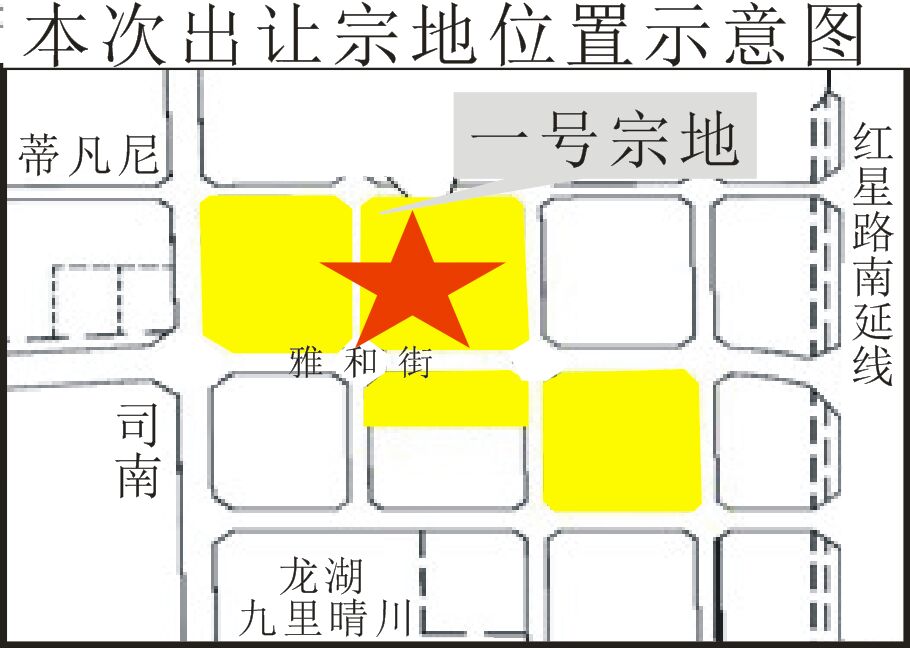 本次出让宗地位置示意图
一号宗地
蒂凡尼
红星路南延线
雅和街
司南
龙湖
九里晴川